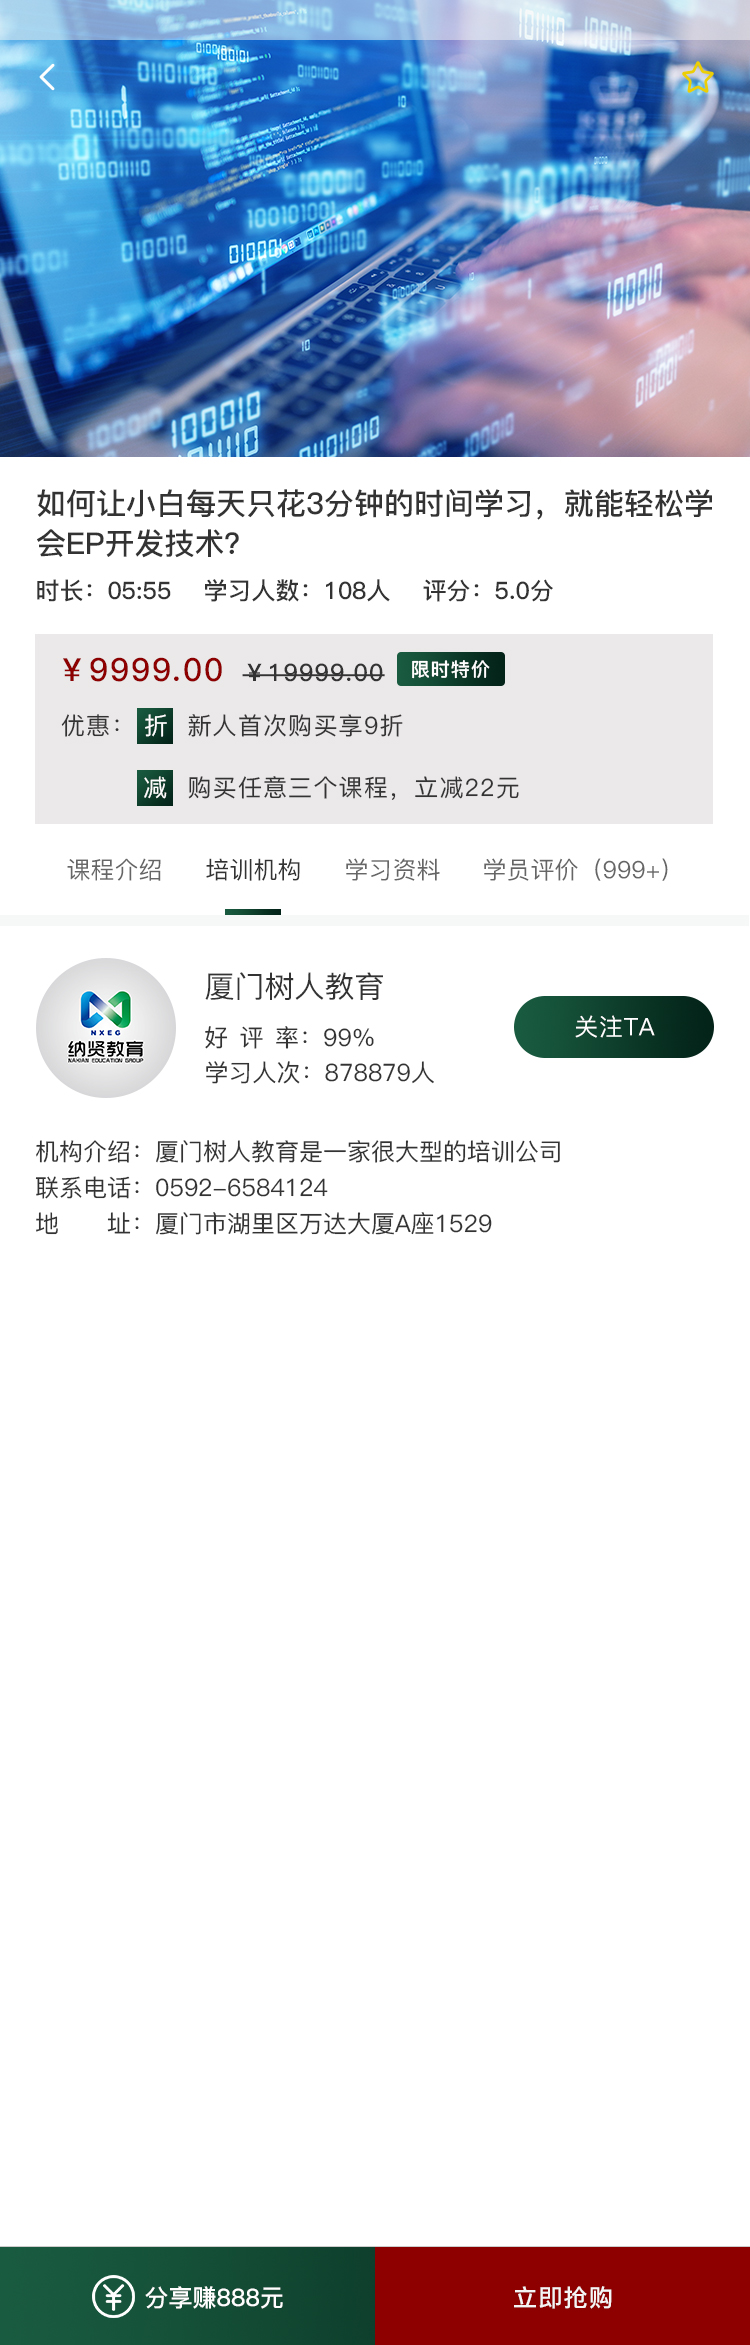 如何让小白每天只花3分钟的时间学习，就能轻松学
会EP开发技术?
时长：05:55 学习人数：108人 评分：5.0分
¥9999.00 ¥19999.00 限时特价
优惠： 折 新人首次购买享9折
减 购买任意三个课程，立减22元
课程介绍 培训机构 学习资料 学员评价（999+）
NXEG
纳贤教育
NAXIAN EDUCATION GROUP
厦门树人教育
好 评 率：99%
学习人次：878879人
关注TA
机构介绍：厦门树人教育是一家很大型的培训公司
联系电话：0592-6584124
地 址：厦门市湖里区万达大厦A座1529
¥ 分享赚888元 立即抢购